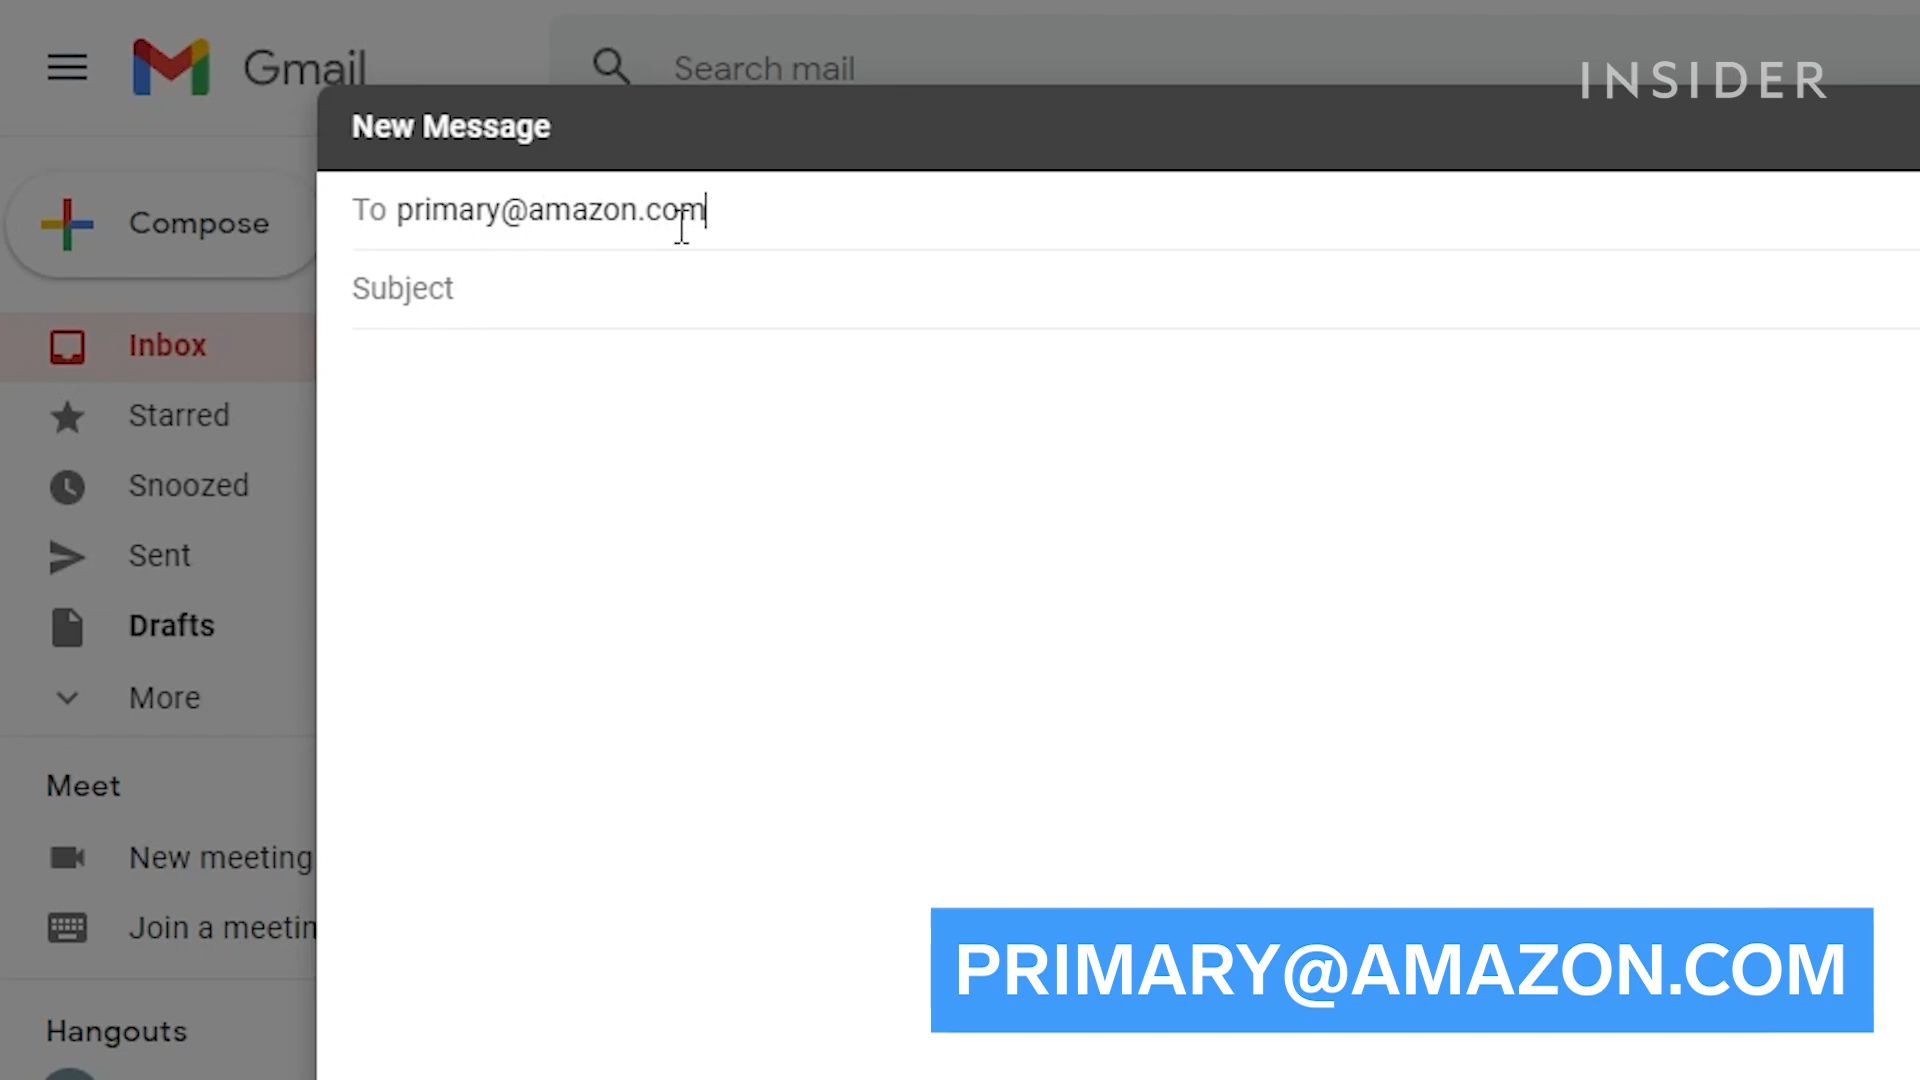 Gmail
Search mail
INSIDER
New Message
Compose
To primary@amazon.com
Subject
Inbox
Starred
Snoozed
Sent
Drafts
More
Meet
New meeting
Join a meetin
PRIMARY@AMAZON.COM
Hangouts